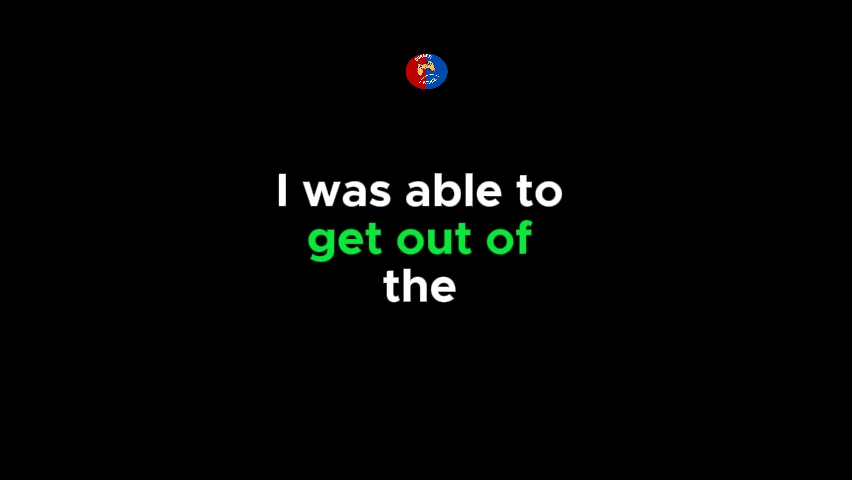 I was able to
get out of
the